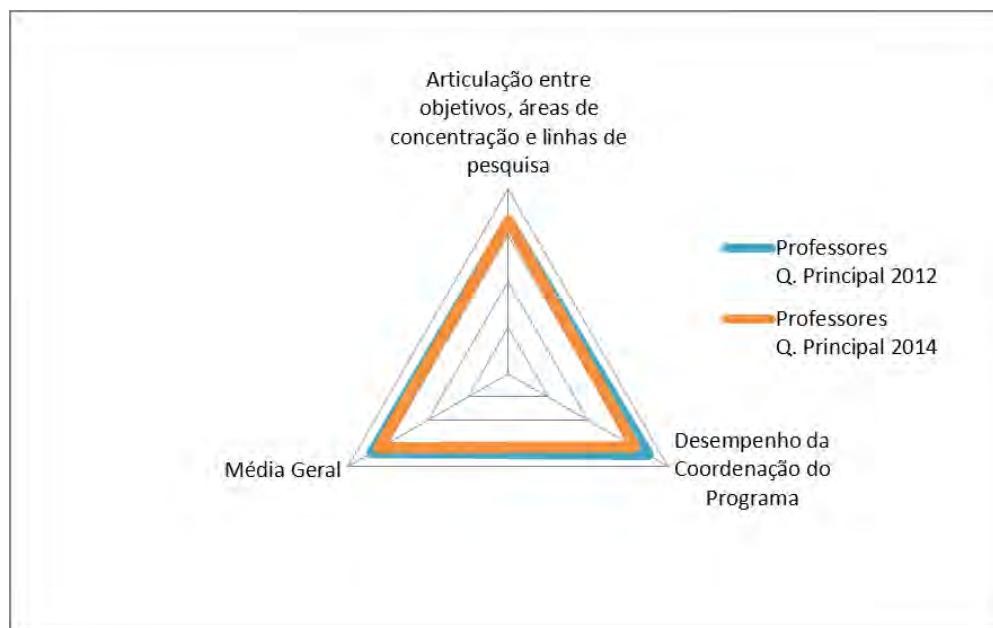 Articulação entre
objetivos, áreas de
concentração e linhas de
pesquisa
Professores
Q. Principal 2012
Professores
Q. Principal 2014
Desempenho da
Coordenação do
Programa
Média Geral